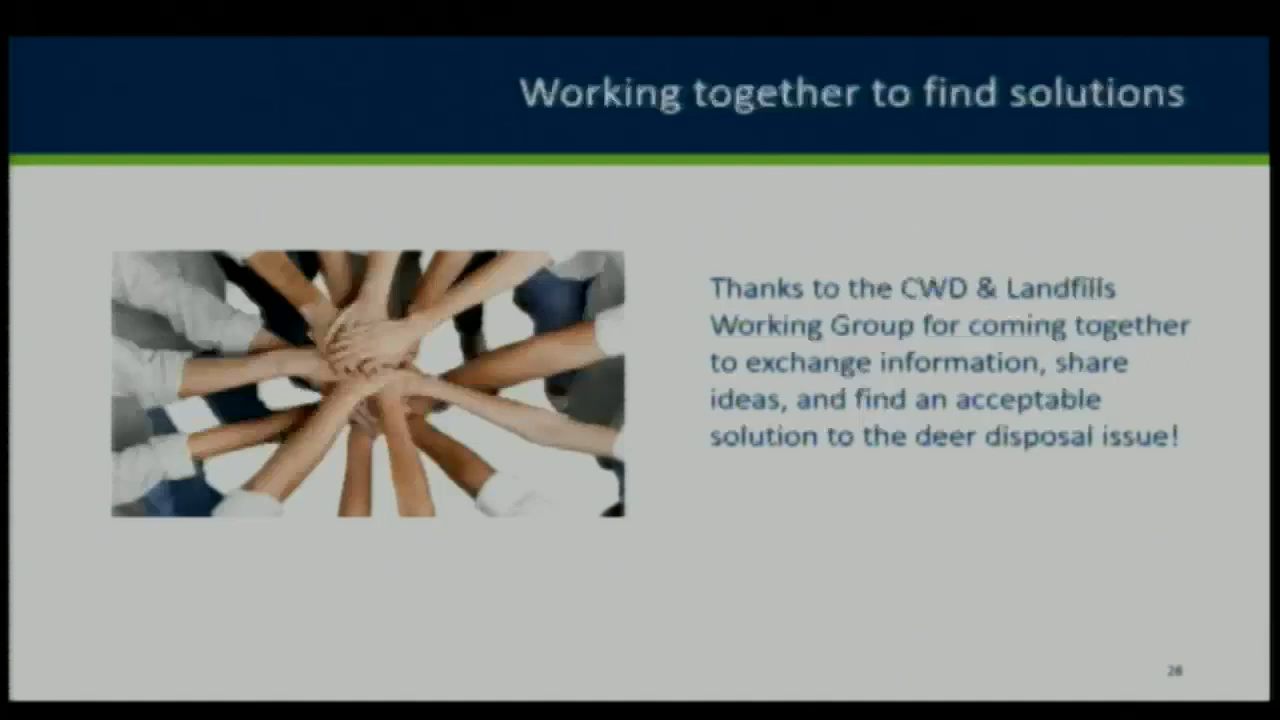 Working together to find solutions
Thanks to the CWD & Landfills
Working Group for coming together
to exchange information, share
ideas, and find an acceptable
solution to the deer disposal issue!
26